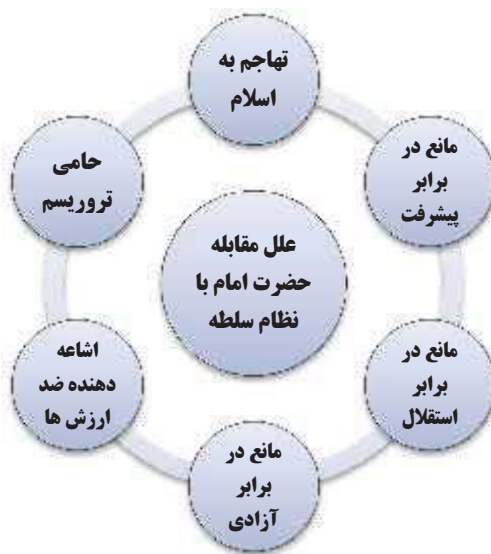 تهاجم به
اسلام
مانع در
برابر
پیشرفت
مانع در
برابر
استقلال
مانع در
برابر
آزادی
اشاعه
دهنده ضد
ارزش ها
حامی
تروریسم
علل مقابله
حضرت امام با
نظام سلطه